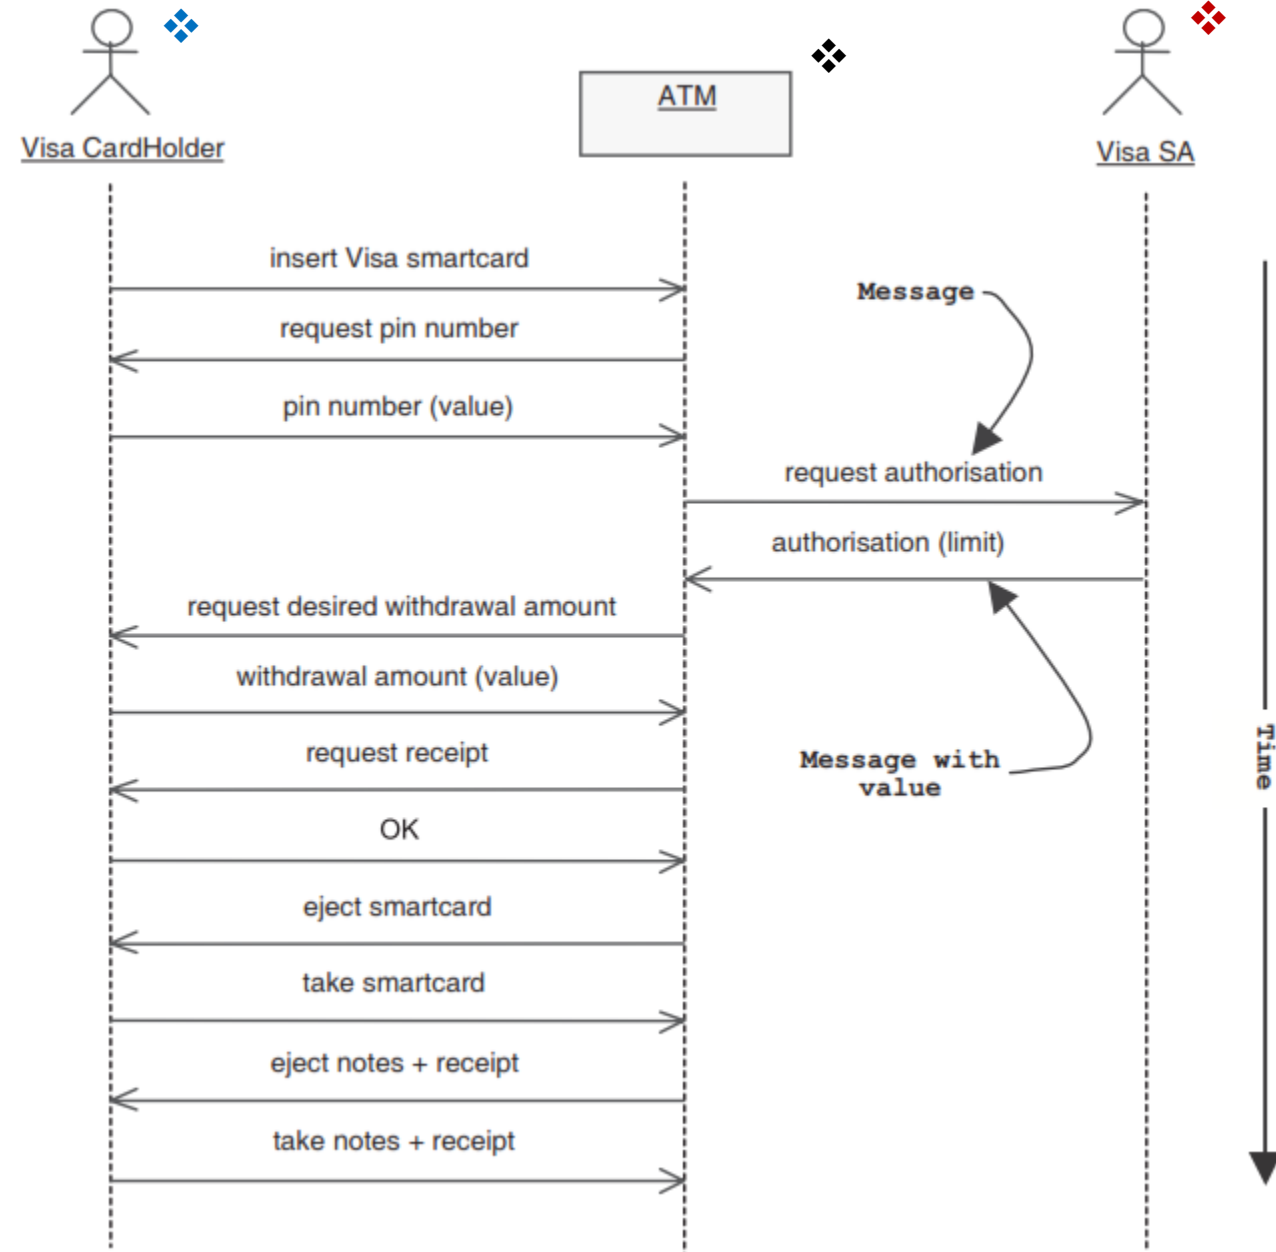 ATM
Visa CardHolder
Visa SA
insert Visa smartcard
Message
request pin number
pin number (value)
request authorisation
authorisation (limit)
request desired withdrawal amount
withdrawal amount (value)
request receipt
Message with
value
Time
OK
eject smartcard
take smartcard
eject notes + receipt
take notes + receipt